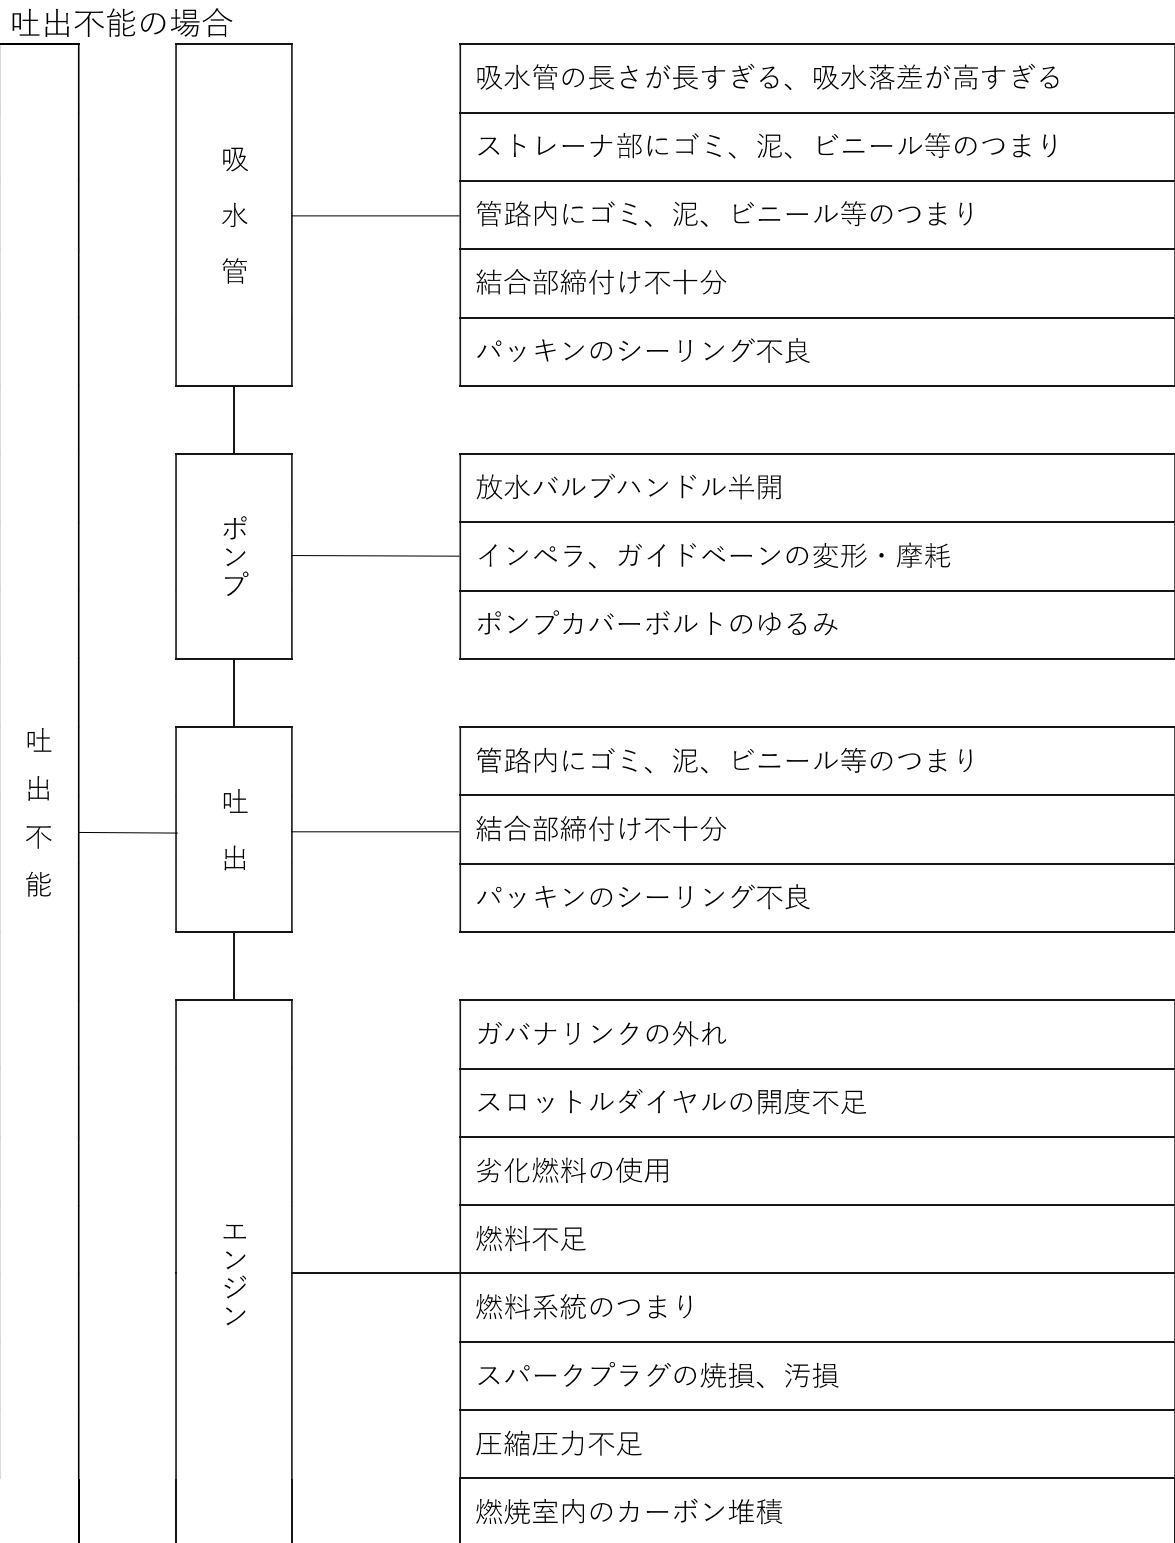 吐出不能の場合
吐出不能
吸水管
吸水管の長さが長すぎる、吸水落差が高すぎる
ストレーナ部にゴミ、泥、ビニール等のつまり
管路内にゴミ、泥、ビニール等のつまり
結合部締付け不十分
パッキンのシーリング不良
ポンプ
放水バルブハンドル半開
インペラ、ガイドベーンの変形・摩耗
ポンプカバーボルトのゆるみ
吐出
管路内にゴミ、泥、ビニール等のつまり
結合部締付け不十分
パッキンのシーリング不良
エンジン
ガバナリンクの外れ
スロットルダイヤルの開度不足
劣化燃料の使用
燃料不足
燃料系統のつまり
スパークプラグの焼損、汚損
圧縮圧力不足
燃焼室内のカーボン堆積